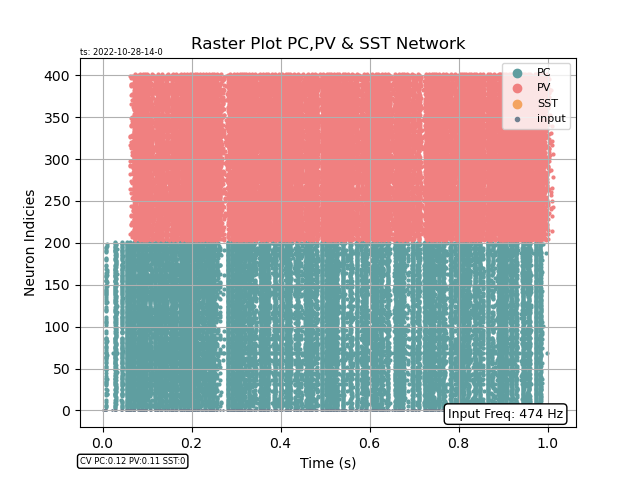 ts: 2022-10-28-14-0
Raster Plot PC,PV & SST Network
Neuron Indicies
400
350
300
250
200
150
100
50
0
PC
PV
SST
input
Input Freq: 474 Hz
0.0 0.2 0.4 0.6 0.8 1.0
Time (s)
CV PC:0.12 PV:0.11 SST:0